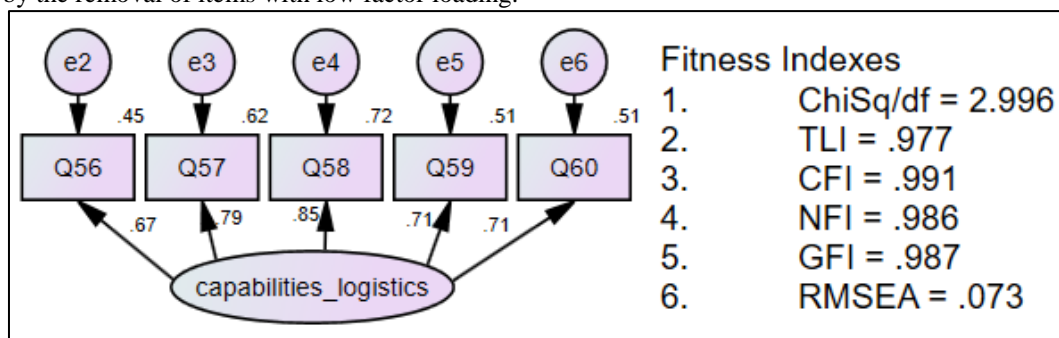 by the removal of items with low factor loading.
e2 e3 e4 e5 e6
.45 .62 .72 .51 .51
Q56 Q57 Q58 Q59 Q60
.67 .79 .85 .71 .71
capabilities_logistics
Fitness Indexes
1. ChiSq/df = 2.996
2. TLI = .977
3. CFI = .991
4. NFI = .986
5. GFI = .987
6. RMSEA = .073